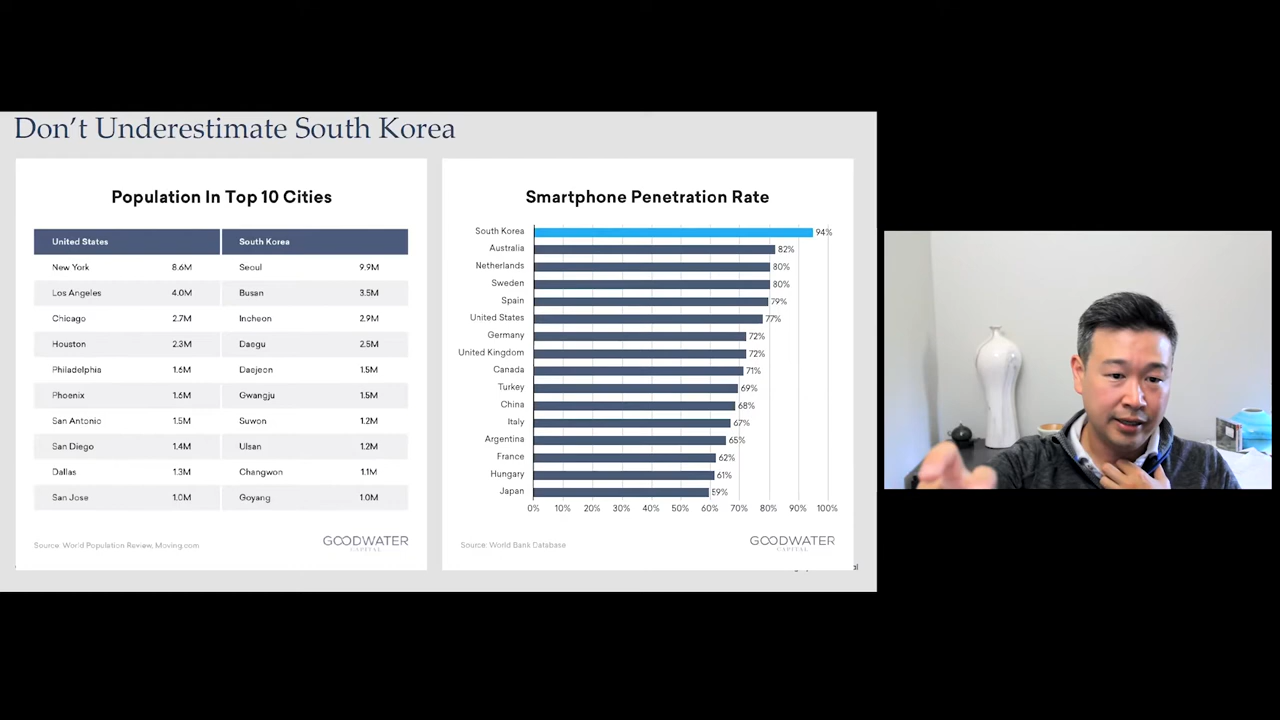 Don't Underestimate South Korea
Population In Top 10 Cities
United States South Korea
New York 8.6M Seoul 9.9M
Los Angeles 4.0M Busan 3.5M
Chicago 2.7M Incheon 2.9M
Houston 2.3M Daegu 2.5M
Philadelphia 1.6M Daejeon 1.5M
Phoenix 1.6M Gwangju 1.5M
San Antonio 1.5M Suwon 1.2M
San Diego 1.4M Ulsan 1.2M
Dallas 1.3M Changwon 1.1M
San Jose 1.0M Goyang 1.0M
Source: World Population Review, Moving.com
GOODWATER
CAPITAL
Smartphone Penetration Rate
South Korea 94%
Australia 82%
Netherlands 80%
Sweden 80%
Spain 79%
United States 77%
Germany 72%
United Kingdom 72%
Canada 71%
Turkey 69%
China 68%
Italy 67%
Argentina 65%
France 62%
Hungary 61%
Japan 59%
0% 10% 20% 30% 40% 50% 60% 70% 80% 90% 100%
Source: World Bank Database
GOODWATER
CAPITAL